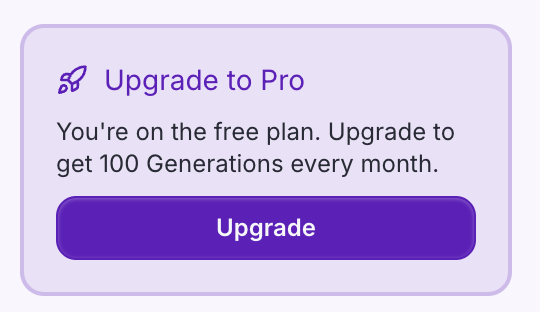 Upgrade to Pro
You're on the free plan. Upgrade to
get 100 Generations every month.
Upgrade